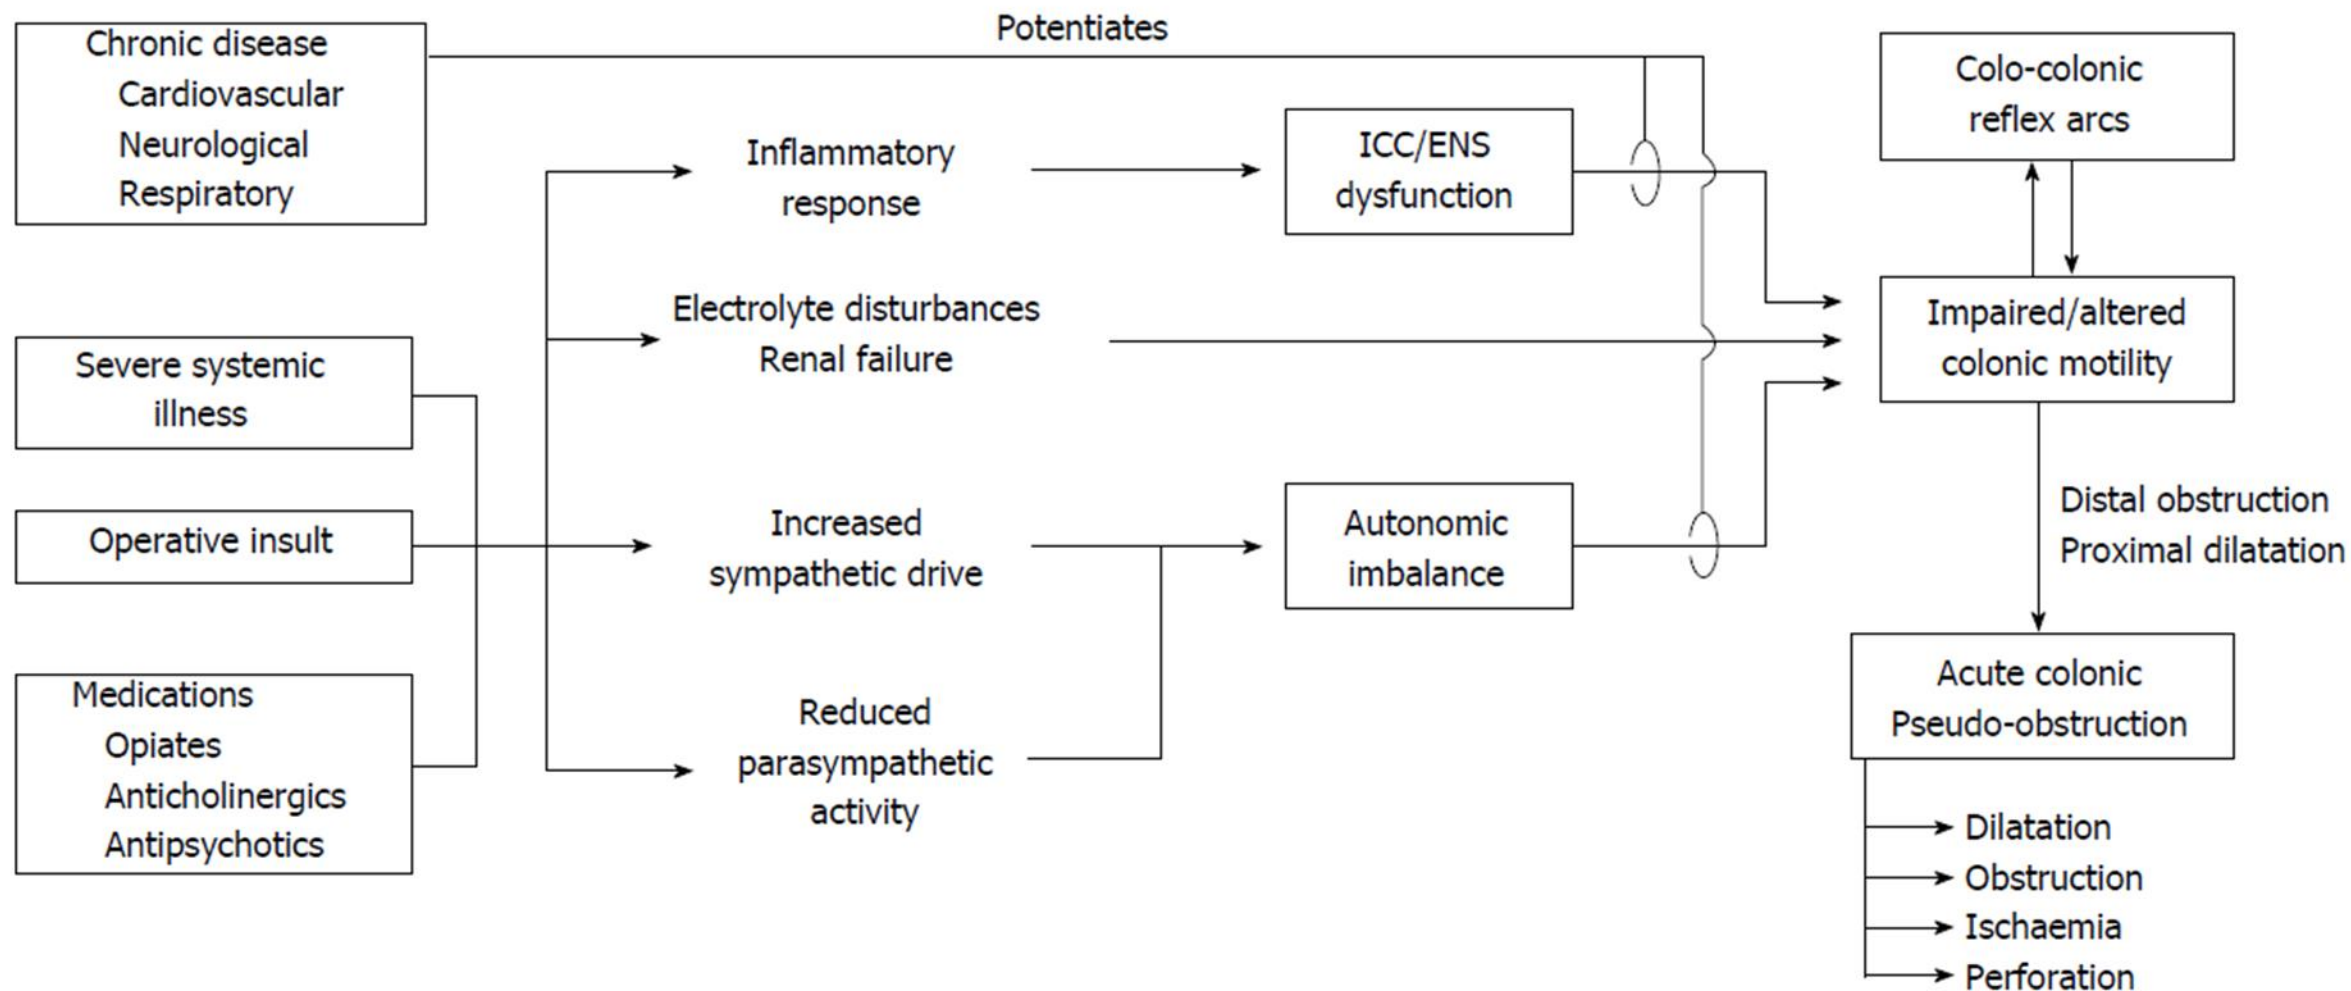 Potentiates
Chronic disease
Cardiovascular
Neurological
Respiratory
Severe systemic
illness
Operative insult
Medications
Opiates
Anticholinergics
Antipsychotics
Inflammatory
response
Electrolyte disturbances
Renal failure
Increased
sympathetic drive
Reduced
parasympathetic
activity
ICC/ENS
dysfunction
Autonomic
imbalance
Colo-colonic
reflex arcs
Impaired/altered
colonic motility
Distal obstruction
Proximal dilatation
Acute colonic
Pseudo-obstruction
Dilatation
Obstruction
Ischaemia
Perforation